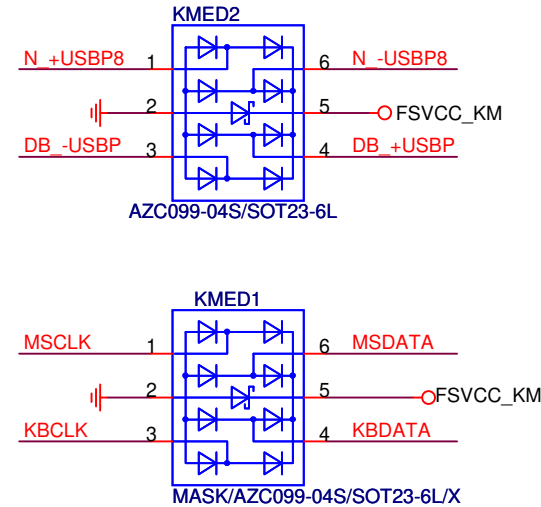 KMED2
N_+USBP8 1 6 N_-USBP8
2 5 FSVCC_KM
DB_-USBP 3 4 DB_+USBP
AZC099-04S/SOT23-6L
KMED1
MSCLK 1 6 MSDATA
2 5 FSVCC_KM
KBCLK 3 4 KBDATA
MASK/AZC099-04S/SOT23-6L/X